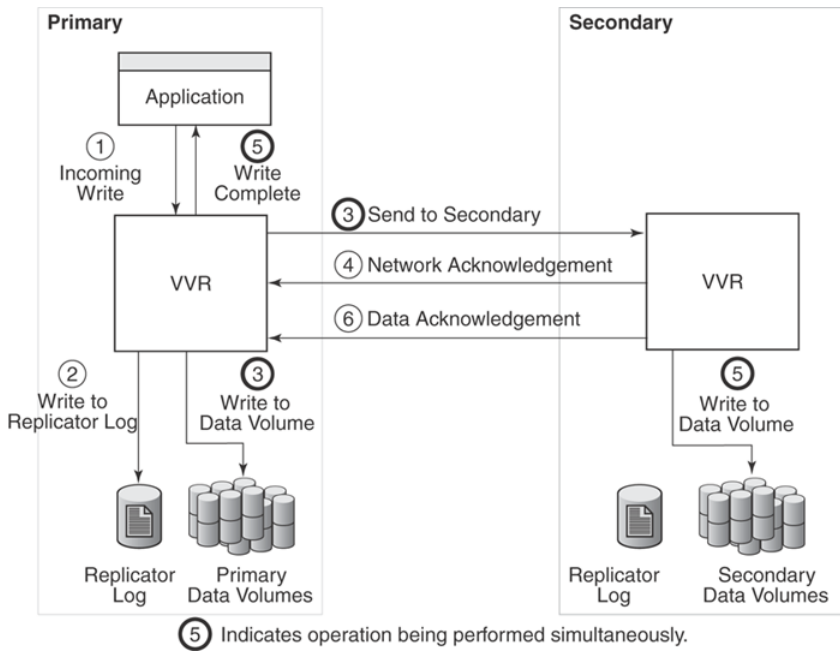 Primary
Secondary
Application
1
Incoming
Write
5
Write
Complete
3 Send to Secondary
4 Network Acknowledgement
6 Data Acknowledgement
VVR
VVR
2
Write to
Replicator Log
3
Write to
Data Volume
5
Write to
Data Volume
Replicator
Log
Primary
Data Volumes
Replicator
Log
Secondary
Data Volumes
5 Indicates operation being performed simultaneously.